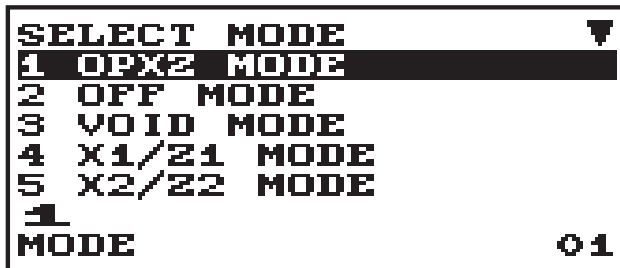 SELECT MODE ▼
1 OPXZ MODE
2 OFF MODE
3 VOID MODE
4 X1/Z1 MODE
5 X2/Z2 MODE
1
MODE 01